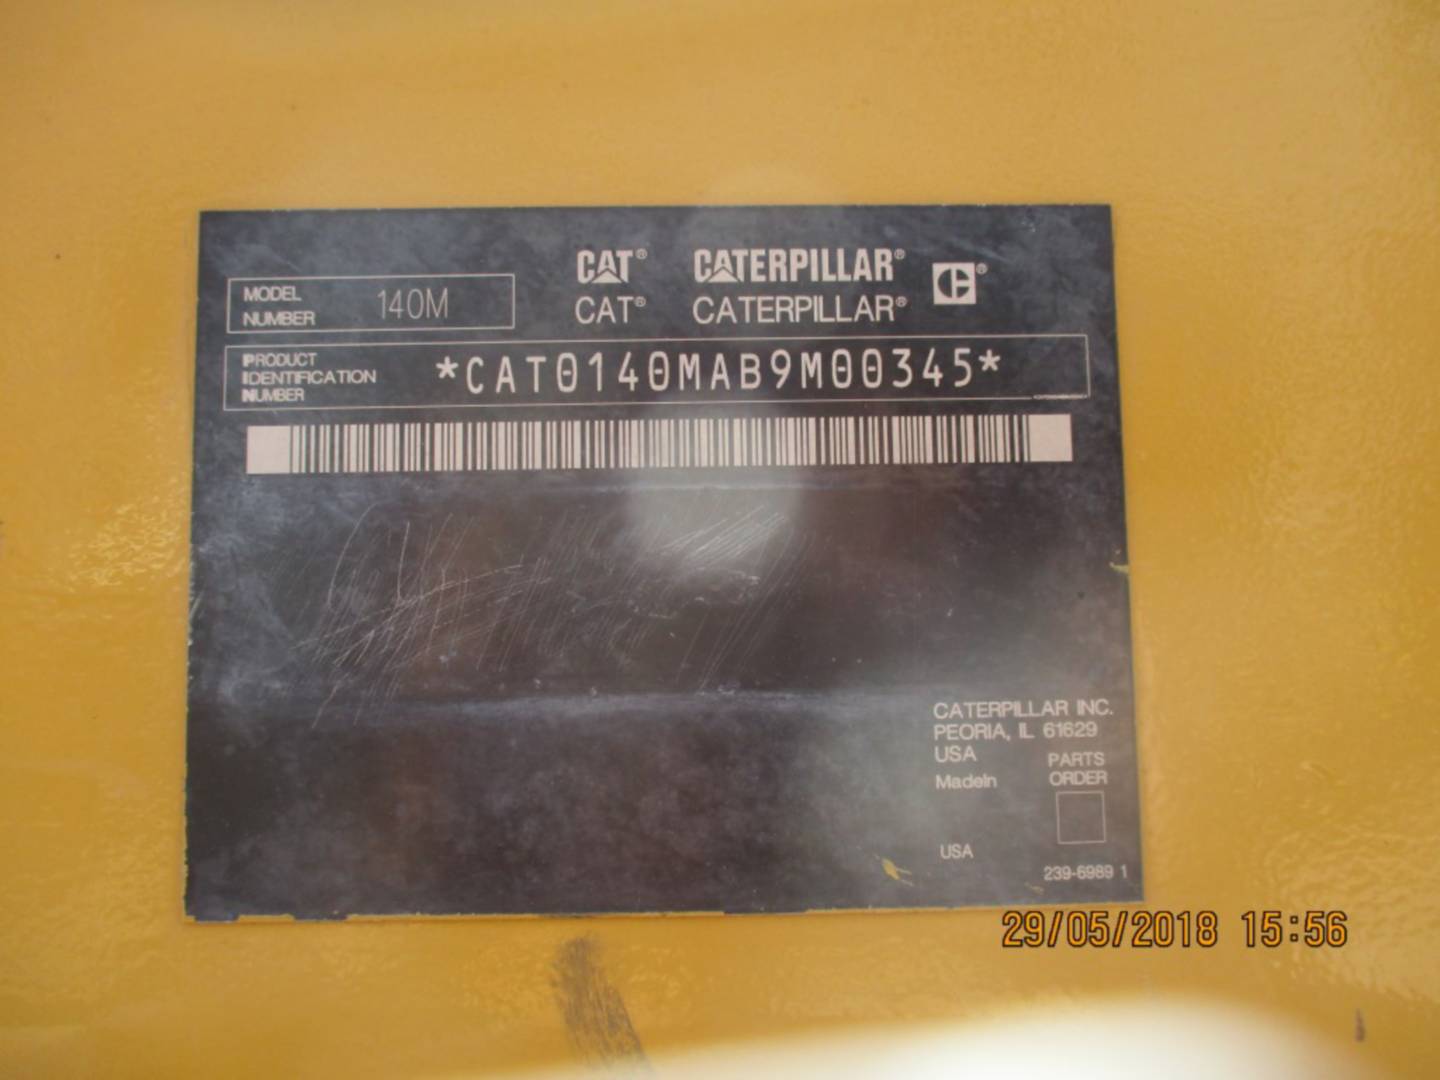 CAT® CATERPILLAR®
MODEL NUMBER 140M
CAT® CATERPILLAR®
PRODUCT IDENTIFICATION NUMBER *CAT0140MAB9M00345*
CATERPILLAR INC.
PEORIA, IL 61629
USA
PARTS ORDER
MadeIn
USA
239-6989 1
29/05/2018 15:56